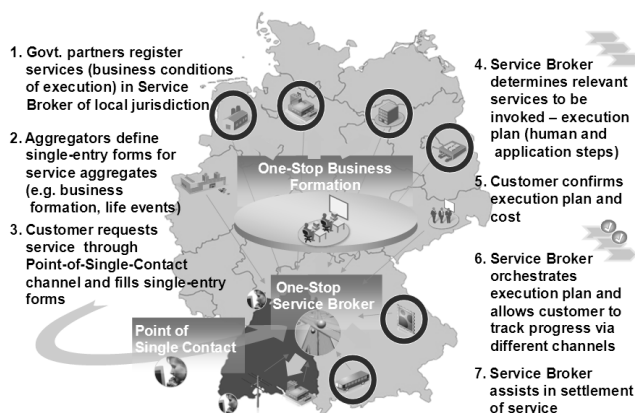 1. Govt. partners register
services (business conditions
of execution) in Service
Broker of local jurisdiction
2. Aggregators define
single-entry forms for
service aggregates
(e.g. business
formation, life events)
3. Customer requests
service through
Point-of-Single-Contact
channel and fills single-entry
forms
One-Stop Business
Formation
One-Stop
Service Broker
Point of
Single Contact
4. Service Broker
determines relevant
services to be
invoked – execution
plan (human and
application steps)
5. Customer confirms
execution plan and
cost
6. Service Broker
orchestrates
execution plan and
allows customer to
track progress via
different channels
7. Service Broker
assists in settlement
of service